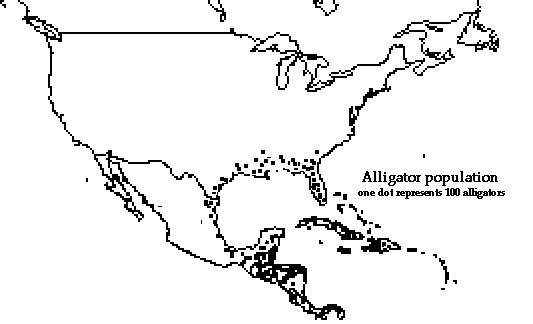 Alligator population
one dot represents 100 alligators